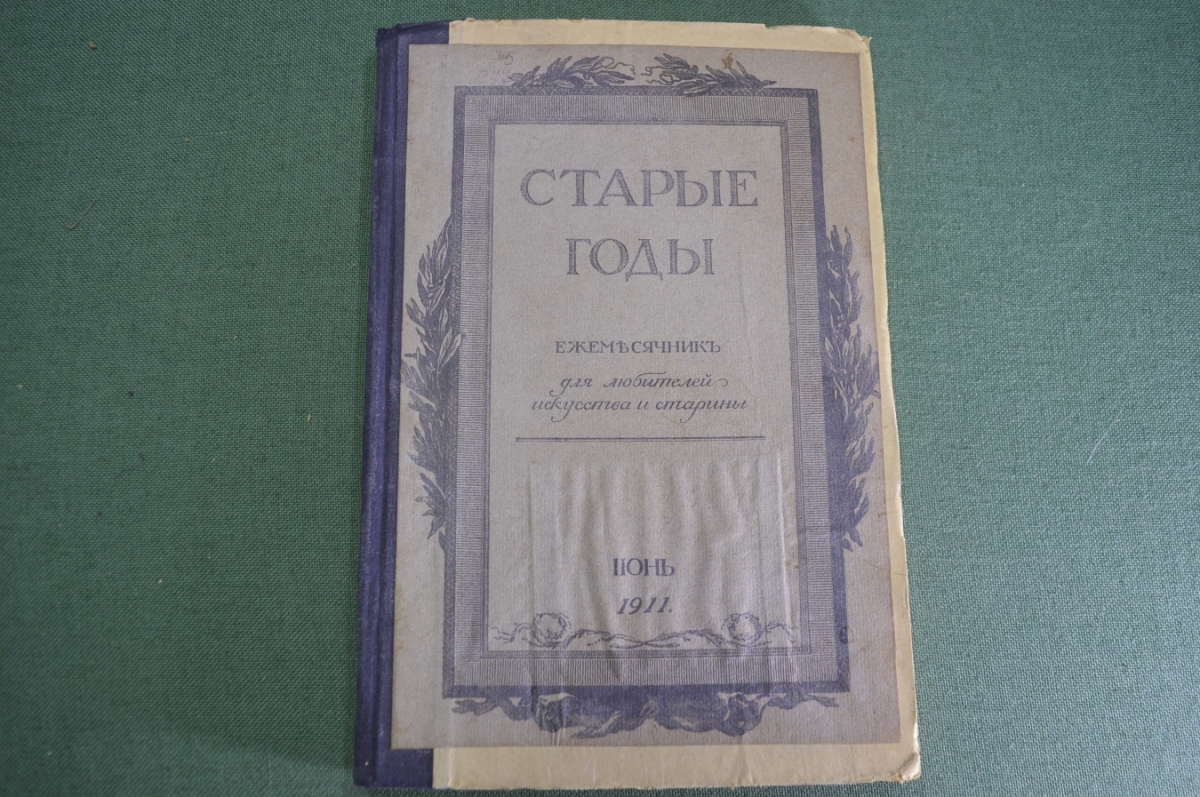 СТАРЫЕ
ГОДЫ
ЕЖЕМѢСЯЧНИКЪ
для любителей
искусства и старины
ІЮНЬ
1911.